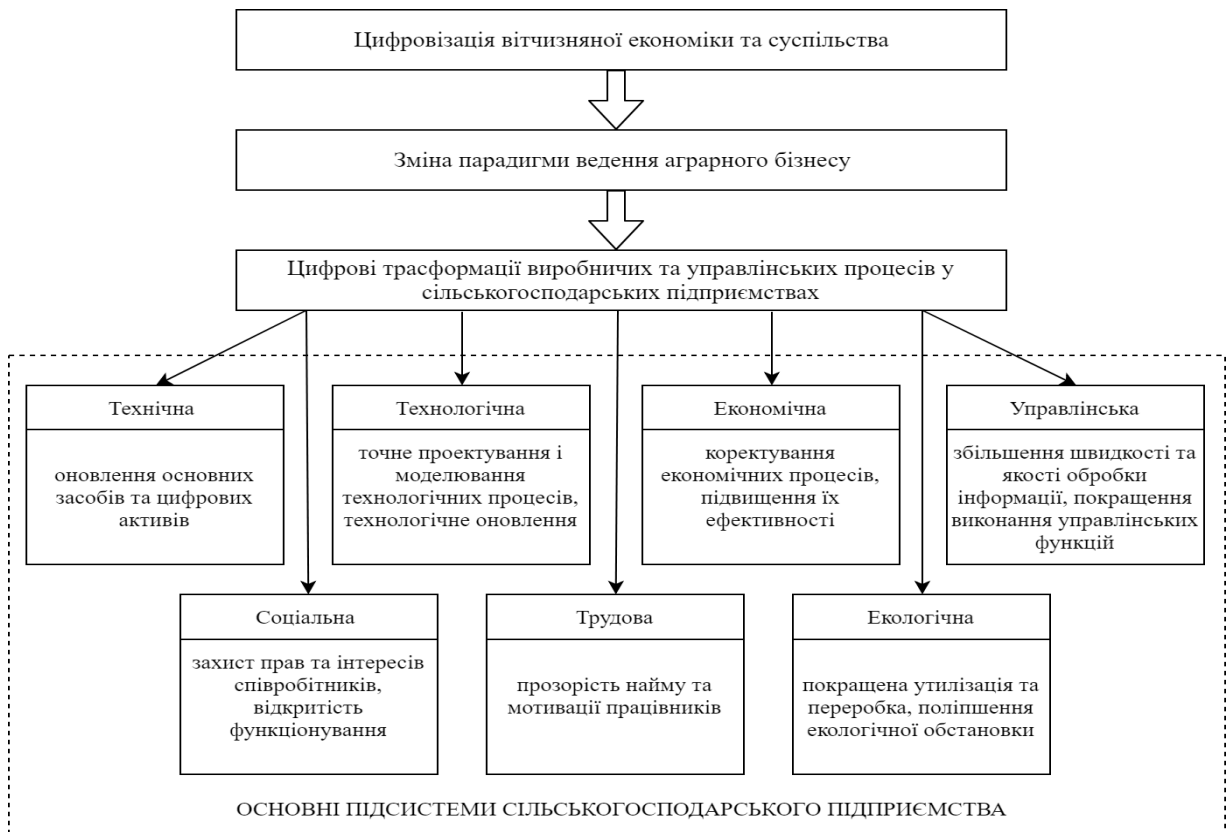 Цифровізація вітчизняної економіки та суспільства
Зміна парадигми ведення аграрного бізнесу
Цифрові трасформації виробничих та управлінських процесів у
сільськогосподарських підприємствах
Технічна
оновлення основних
засобів та цифрових
активів
Технологічна
точне проектування і
моделювання
технологічних процесів,
технологічне оновлення
Економічна
коректування
економічних процесів,
підвищення їх
ефективності
Управлінська
збільшення швидкості та
якості обробки
інформації, покращення
виконання управлінських
функцій
Соціальна
захист прав та інтересів
співробітників,
відкритість
функціонування
Трудова
прозорість найму та
мотивації працівників
Екологічна
покращена утилізація та
переробка, поліпшення
екологічної обстановки
ОСНОВНІ ПІДСИСТЕМИ СІЛЬСЬКОГОСПОДАРСЬКОГО ПІДПРИЄМСТВА